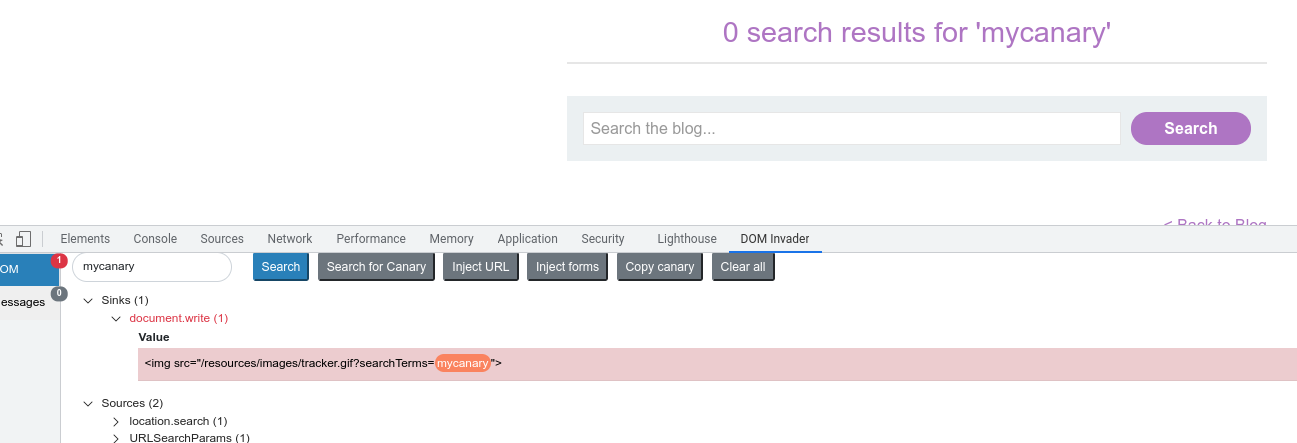 0 search results for 'mycanary'
Search the blog...
Search
< Back to Blog
Elements Console Sources Network Performance Memory Application Security Lighthouse DOM Invader
OM 1
mycanary Search Search for Canary Inject URL Inject forms Copy canary Clear all
essages 0
Sinks (1)
document.write (1)
Value
<img src="/resources/images/tracker.gif?searchTerms=mycanary">
Sources (2)
location.search (1)
URLSearchParams (1)